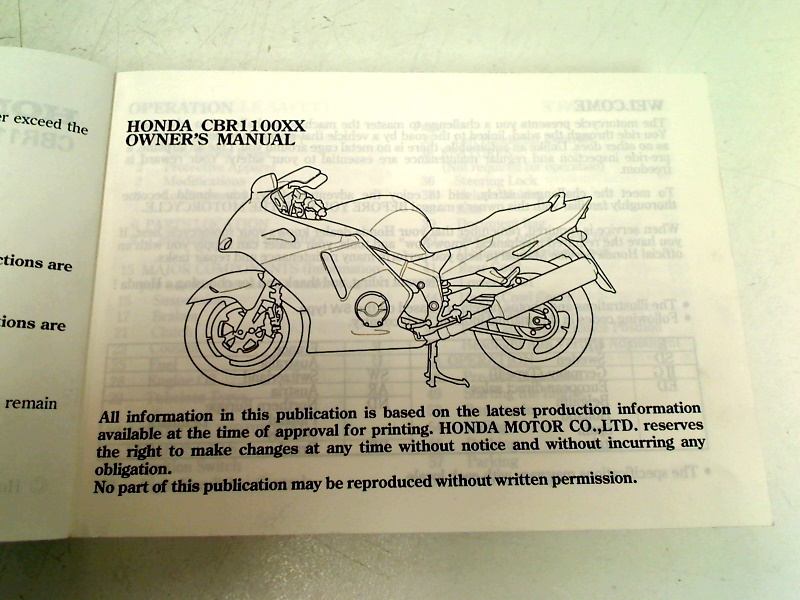 er exceed the
ctions are
tions are
remain
HONDA CBR1100XX
OWNER'S MANUAL
All information in this publication is based on the latest production information
available at the time of approval for printing. HONDA MOTOR CO.,LTD. reserves
the right to make changes at any time without notice and without incurring any
obligation.
No part of this publication may be reproduced without written permission.